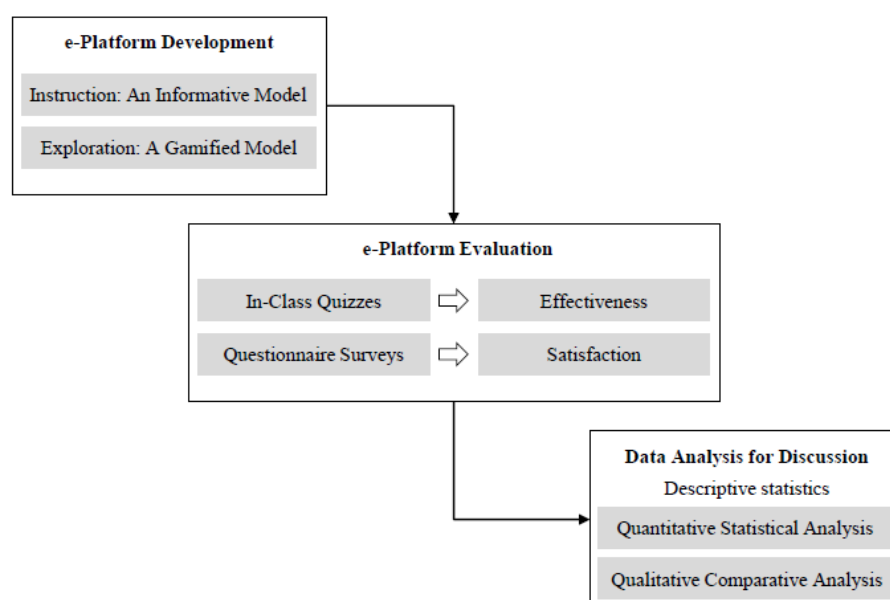 e-Platform Development
Instruction: An Informative Model
Exploration: A Gamified Model
e-Platform Evaluation
In-Class Quizzes
Effectiveness
Questionnaire Surveys
Satisfaction
Data Analysis for Discussion
Descriptive statistics
Quantitative Statistical Analysis
Qualitative Comparative Analysis